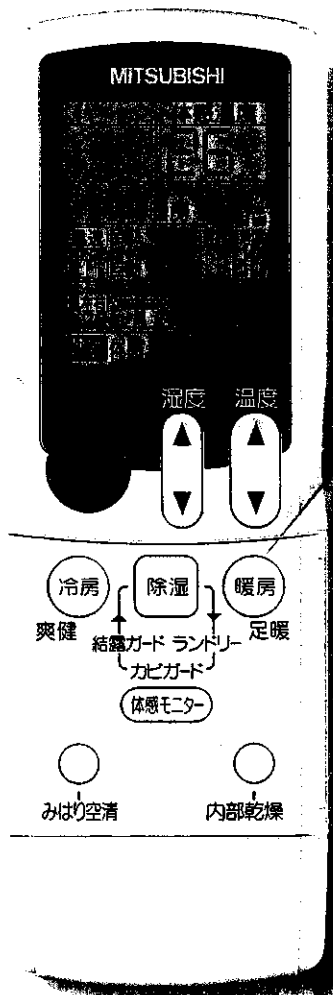 MITSUBISHI
湿度 温度
冷房 除湿 暖房
爽健 足暖
結露ガード ランドリー
カビガード
体感モニター
みはり空清 内部乾燥